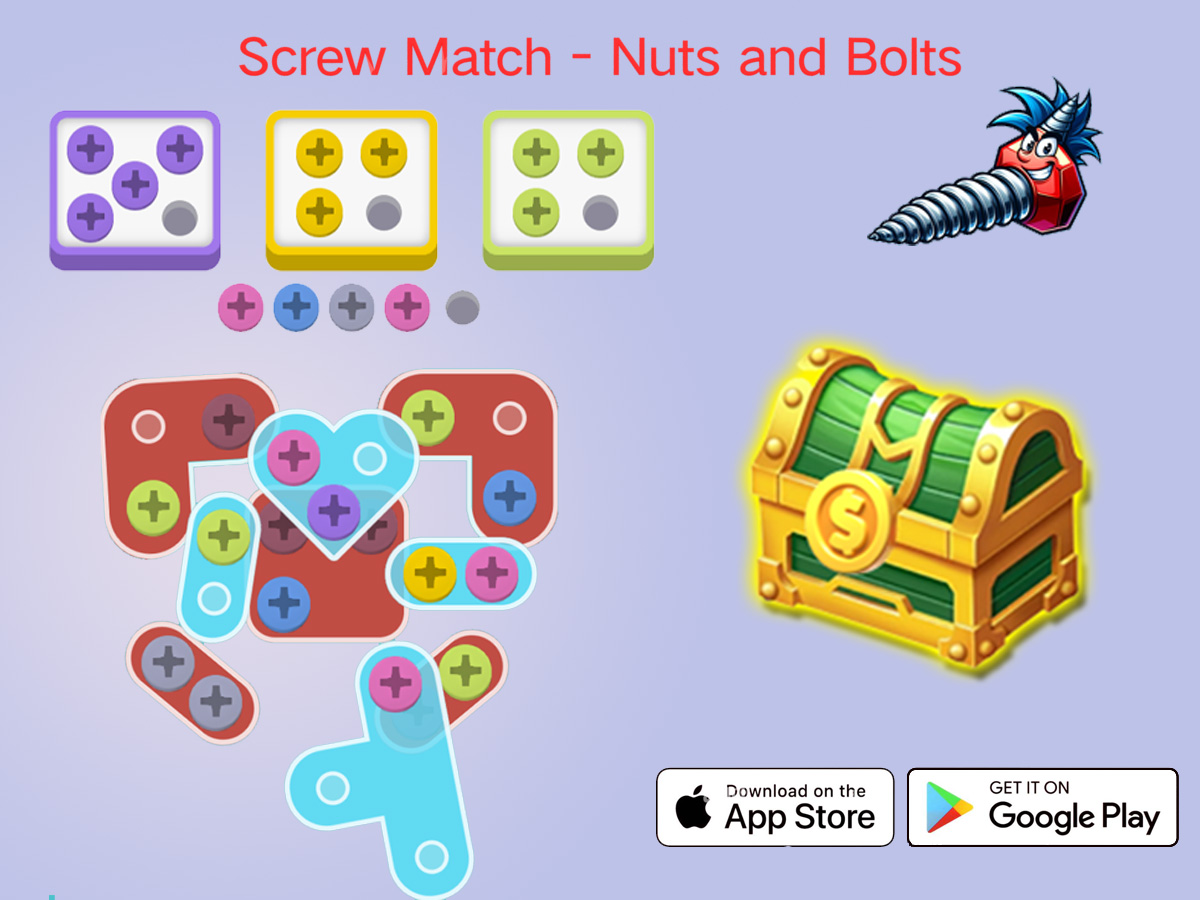 Screw Match - Nuts and Bolts
Download on the
App Store
GET IT ON
Google Play
$